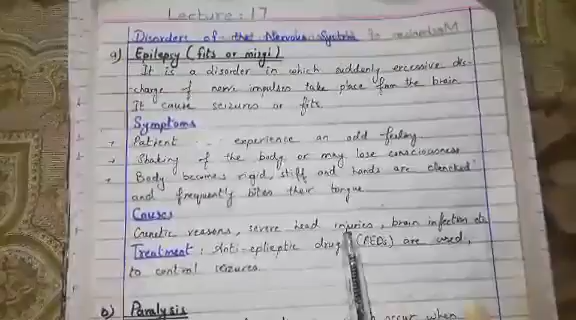 Lecture: 17
Disorders of the Nervous System
a) Epilepsy (fits or mirgi)
It is a disorder in which suddenly excessive dis-
charge of nerve impulses take place from the brain
It cause seizures or fits.
Symptoms
Patient experience an odd feeling
Shaking of the body or may lose consciousness
Body becomes rigid, stiff and hands are clenched
and frequently bites their tongue
Causes
Genetic reasons, severe head injuries, brain infection etc
Treatment: Anti-epileptic drugs (AEDs) are used,
to control seizures.
b) Paralysis
occur when